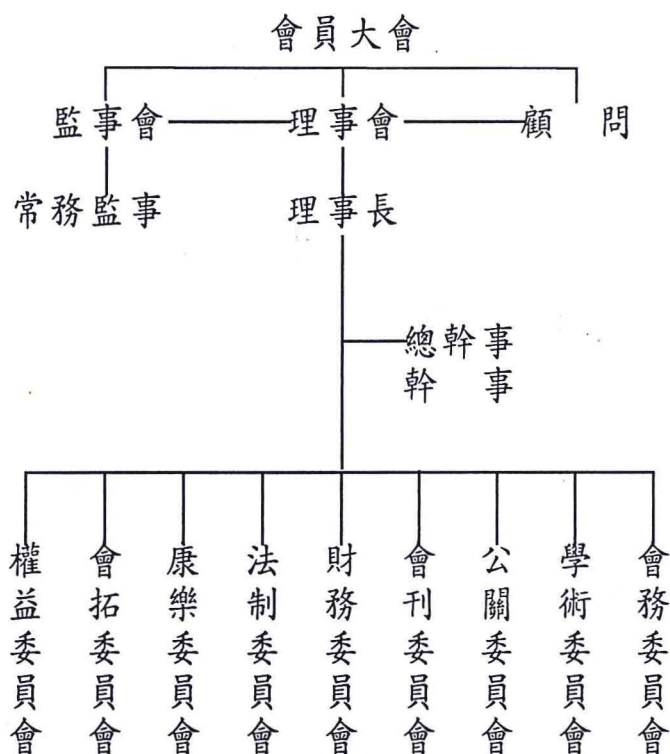 會員大會
監事會 理事會 顧 問
常務監事 理事長
總幹事
幹 事
權益委員會
會拓委員會
康樂委員會
法制委員會
財務委員會
會刊委員會
公關委員會
學術委員會
會務委員會